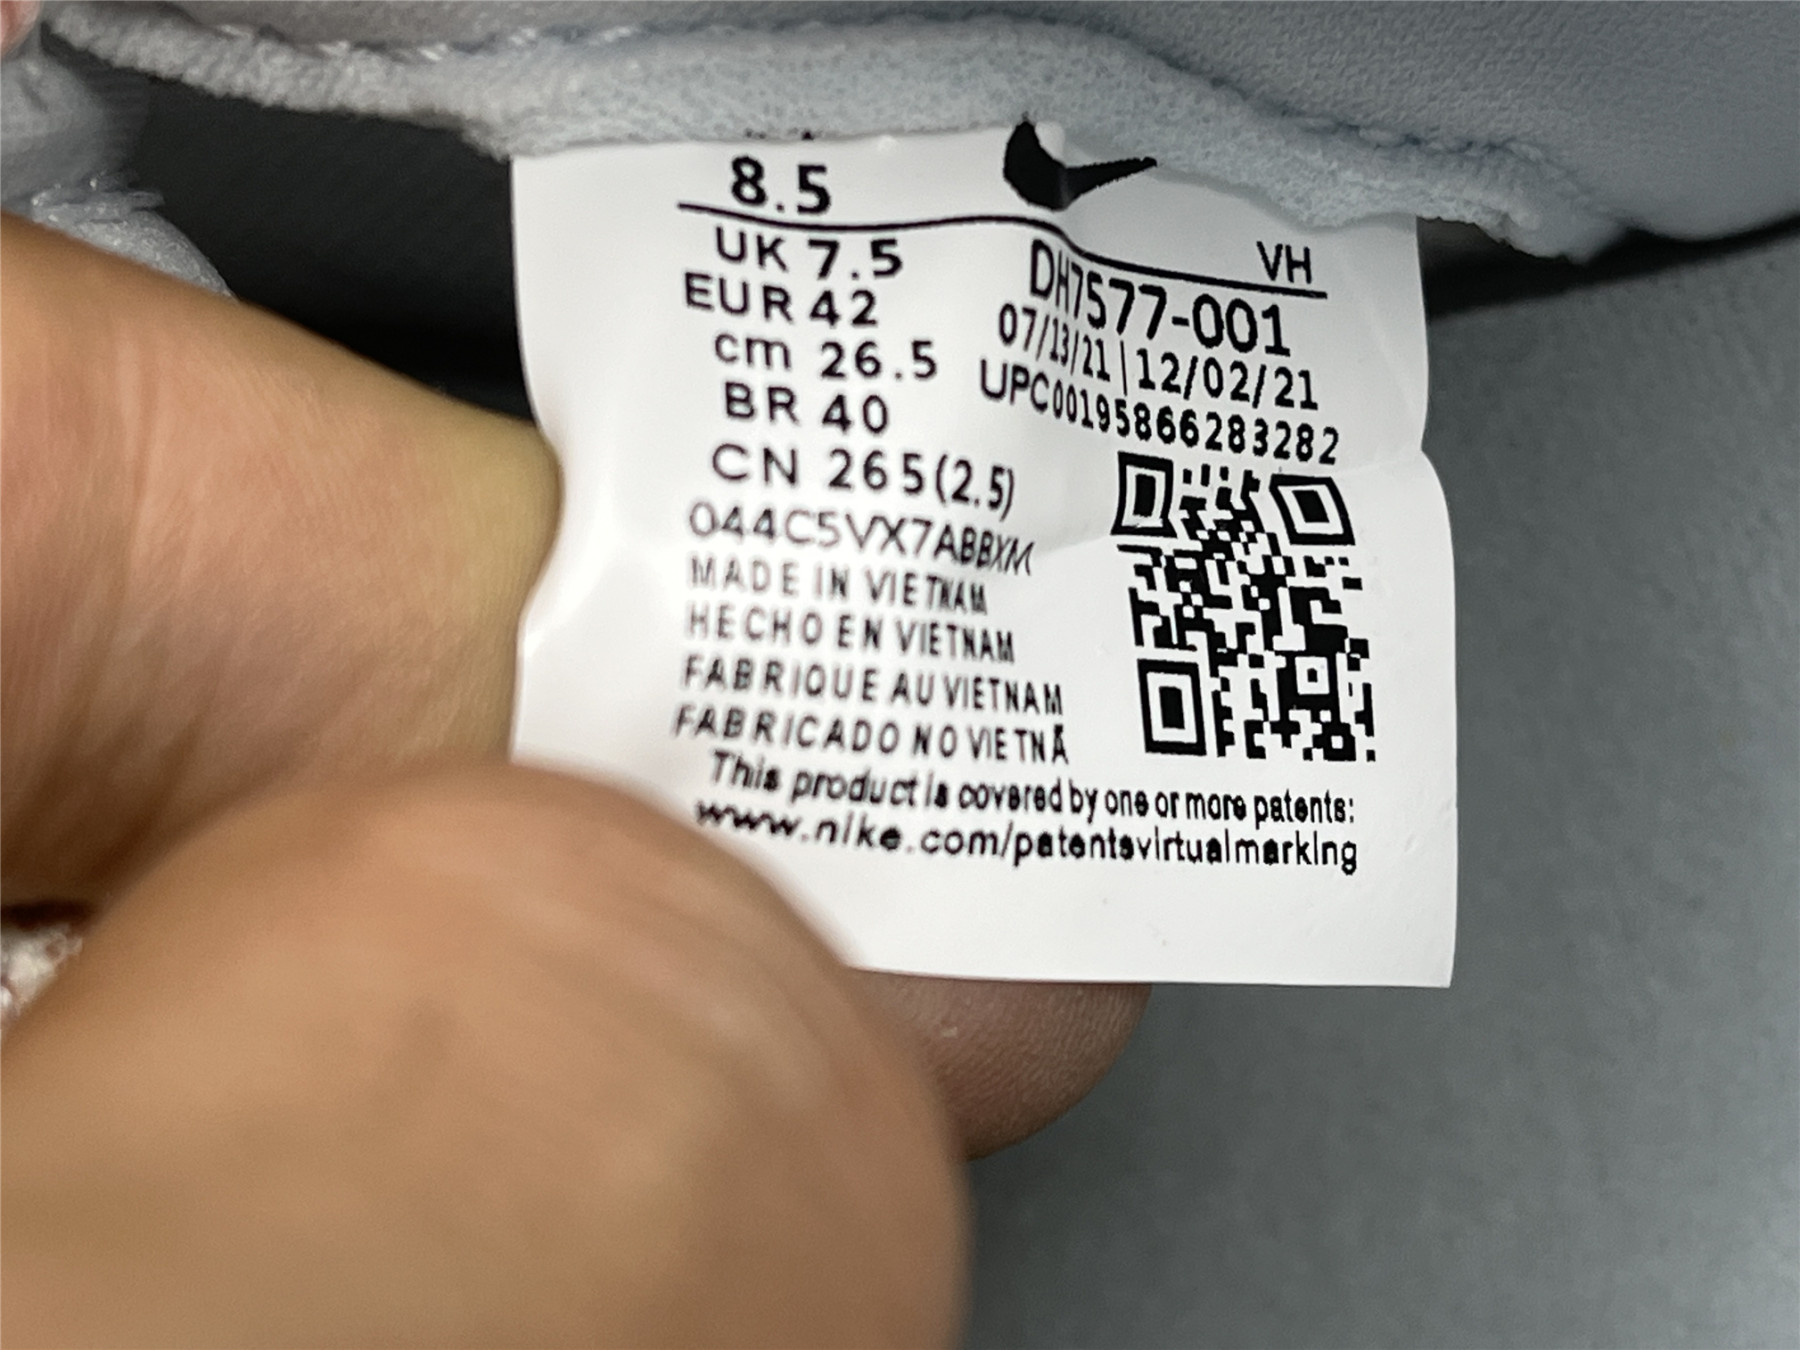 8.5
VH
UK 7.5
EUR 42
cm 26.5
BR 40
CN 265(2.5)
DH7577-001
07/13/21|12/02/21
UPC00195866283282
044C5VX7ABBXM
MADE IN VIETNAM
HECHO EN VIETNAM
FABRIQUE AU VIETNAM
FABRICADO NO VIETNÃ
This product is covered by one or more patents:
www.nike.com/patentsvirtualmarking